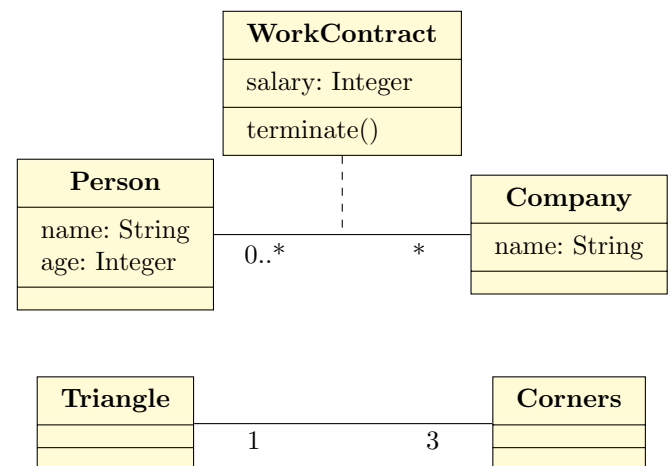 WorkContract
salary: Integer
terminate()
Person
name: String
age: Integer
0..*
*
Company
name: String
Triangle
1
3
Corners